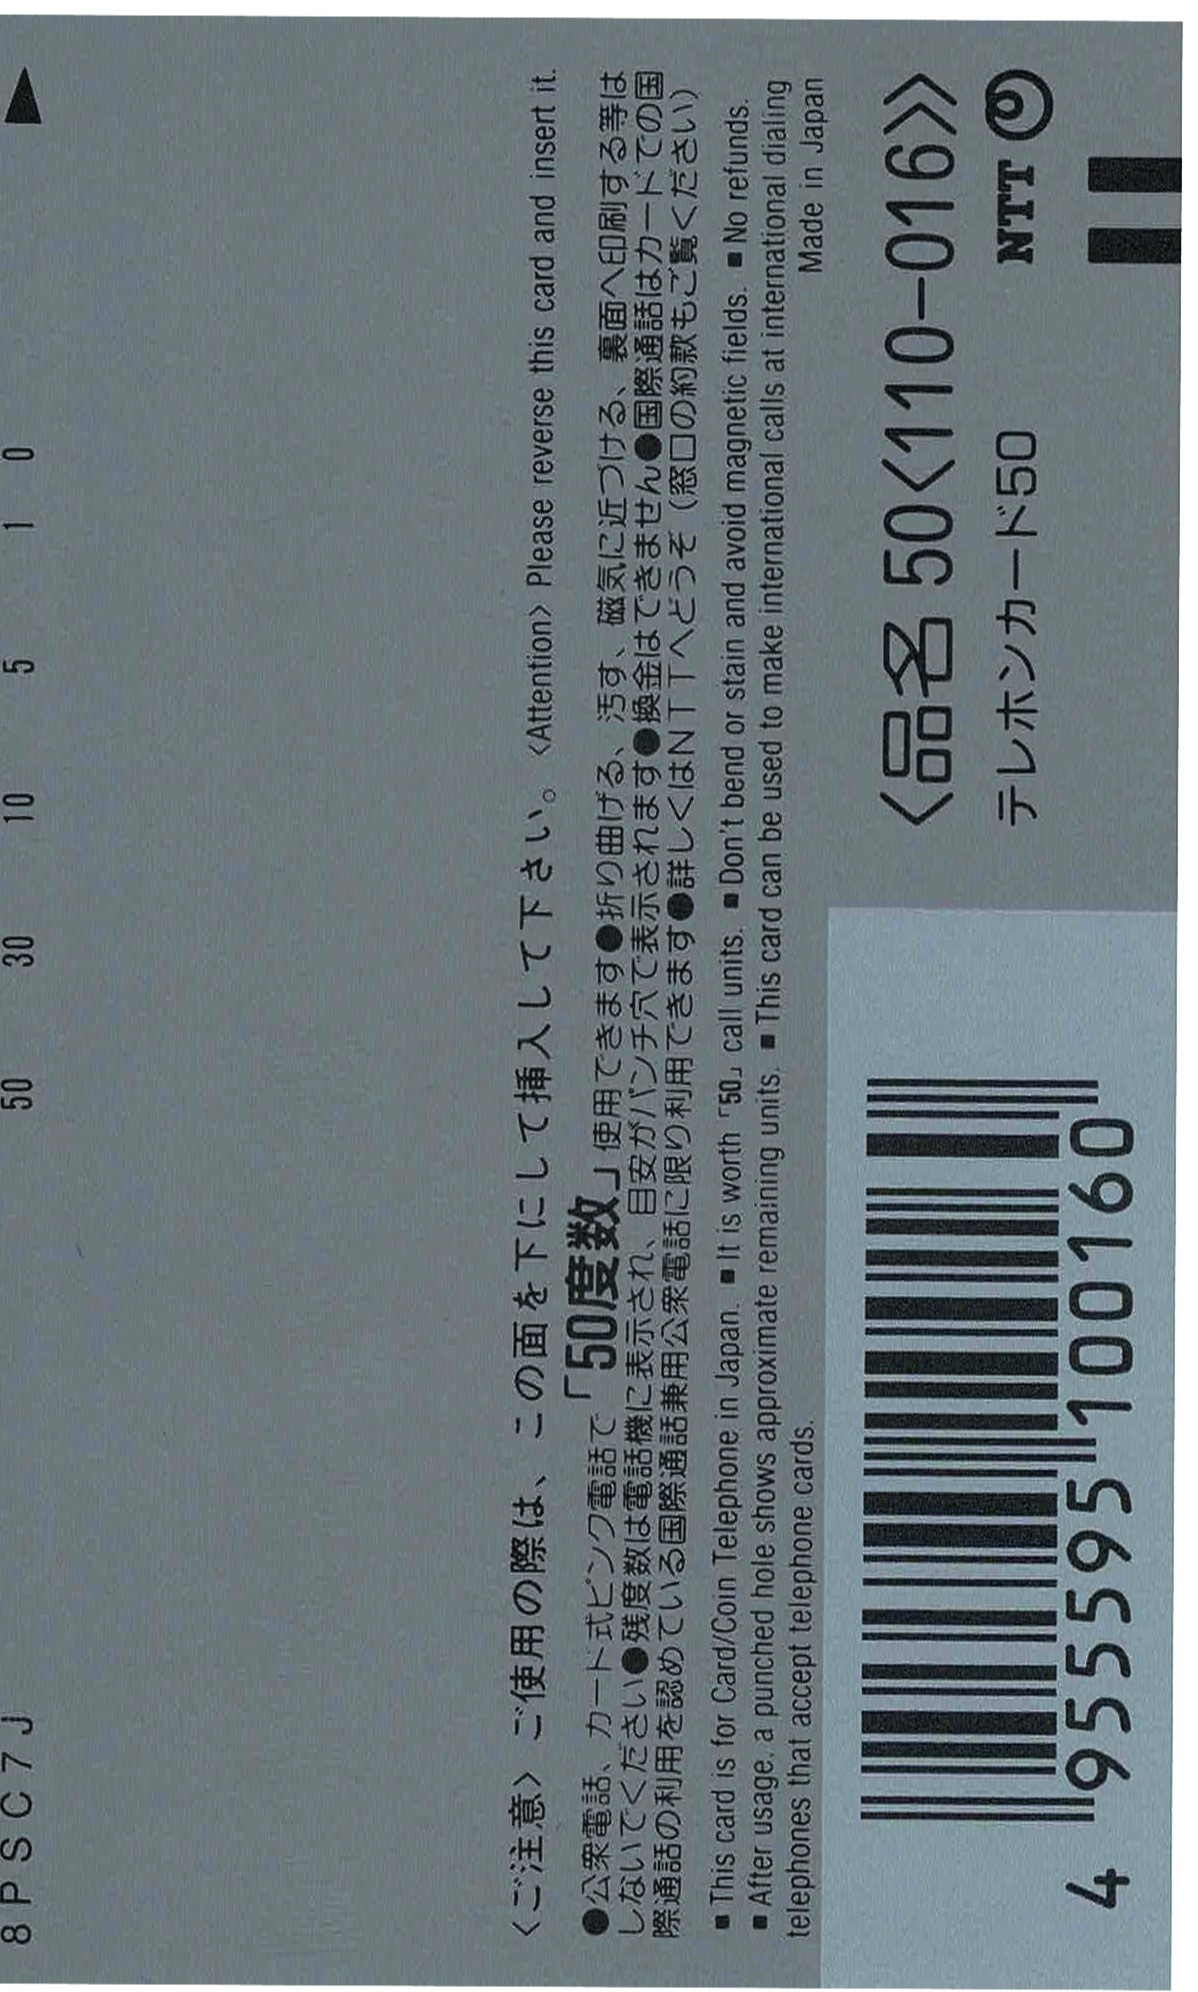 8PSC7J 50 30 10 5 1 0 ▲
〈ご注意〉ご使用の際は、この面を下にして挿入して下さい。〈Attention〉Please reverse this card and insert it.
●公衆電話、カード式ピンク電話で「50度数」使用できます●折り曲げる、汚す、磁気に近づける、裏面へ印刷する等は
しないでください●残度数は電話機に表示され、目安がパンチ穴で表示されます●換金はできません●国際通話はカードでの国
際通話の利用を認めている国際通話兼用公衆電話に限り利用できます●詳しくはNTTへどうぞ（窓口の約款もご覧ください）
■This card is for Card/Coin Telephone in Japan. ■It is worth「50」call units. ■Don't bend or stain and avoid magnetic fields. ■No refunds.
■After usage. a punched hole shows approximate remaining units. ■This card can be used to make international calls at international dialing
telephones that accept telephone cards. Made in Japan
〈品名 50〈110-016〉〉
テレホンカード50 NTT
4 955595 100160